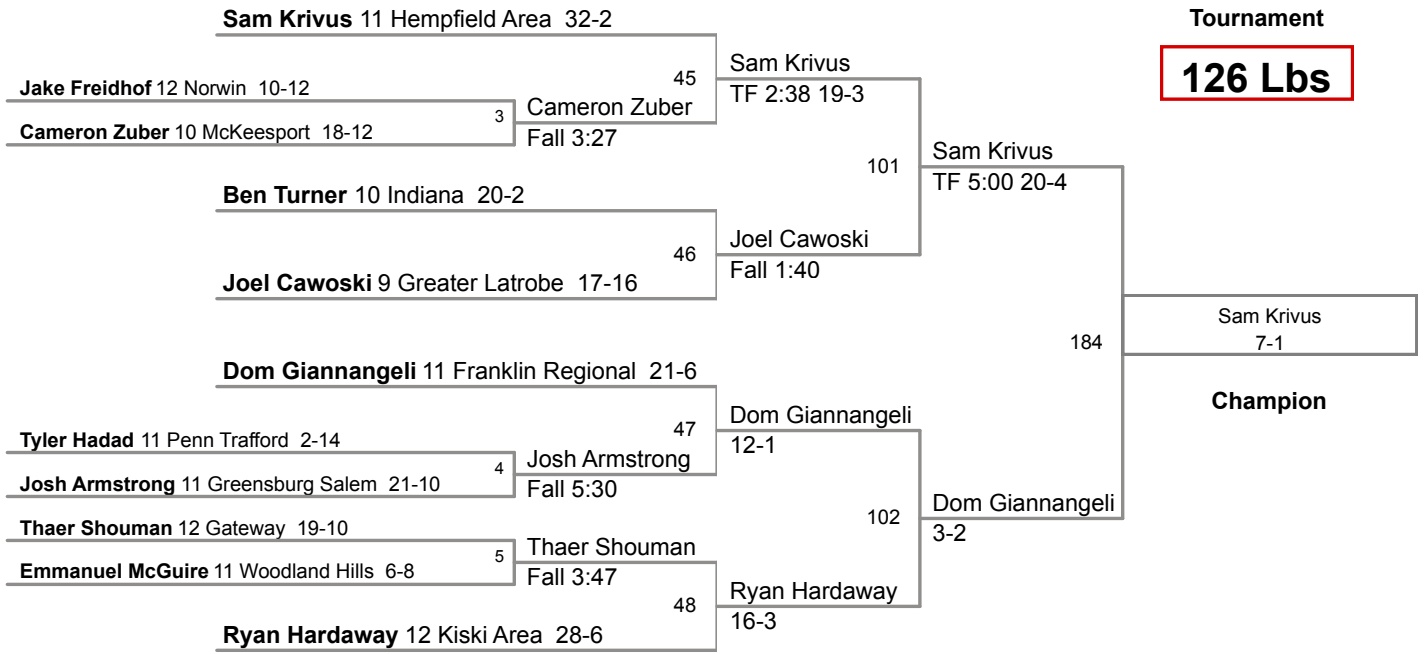 Sam Krivus 11 Hempfield Area 32-2
Tournament
126 Lbs
Jake Freidhof 12 Norwin 10-12
45
Sam Krivus
TF 2:38 19-3
3
Cameron Zuber
Fall 3:27
Cameron Zuber 10 McKeesport 18-12
101
Sam Krivus
TF 5:00 20-4
Ben Turner 10 Indiana 20-2
46
Joel Cawoski
Fall 1:40
Joel Cawoski 9 Greater Latrobe 17-16
184
Sam Krivus
7-1
Champion
Dom Giannangeli 11 Franklin Regional 21-6
47
Dom Giannangeli
12-1
Tyler Hadad 11 Penn Trafford 2-14
4
Josh Armstrong
Fall 5:30
Josh Armstrong 11 Greensburg Salem 21-10
102
Dom Giannangeli
3-2
Thaer Shouman 12 Gateway 19-10
5
Thaer Shouman
Fall 3:47
Emmanuel McGuire 11 Woodland Hills 6-8
48
Ryan Hardaway
16-3
Ryan Hardaway 12 Kiski Area 28-6